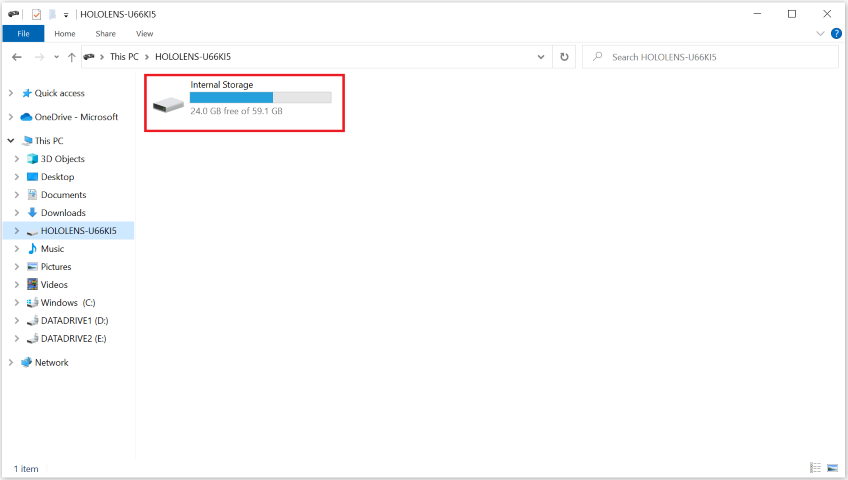 HOLOLENS-U66KI5
File Home Share View
?
This PC HOLOLENS-U66KI5
Search HOLOLENS-U66KI5
Quick access
OneDrive - Microsoft
This PC
3D Objects
Desktop
Documents
Downloads
HOLOLENS-U66KI5
Music
Pictures
Videos
Windows (C:)
DATADRIVE1 (D:)
DATADRIVE2 (E:)
Network
Internal Storage
24.0 GB free of 59.1 GB
1 item